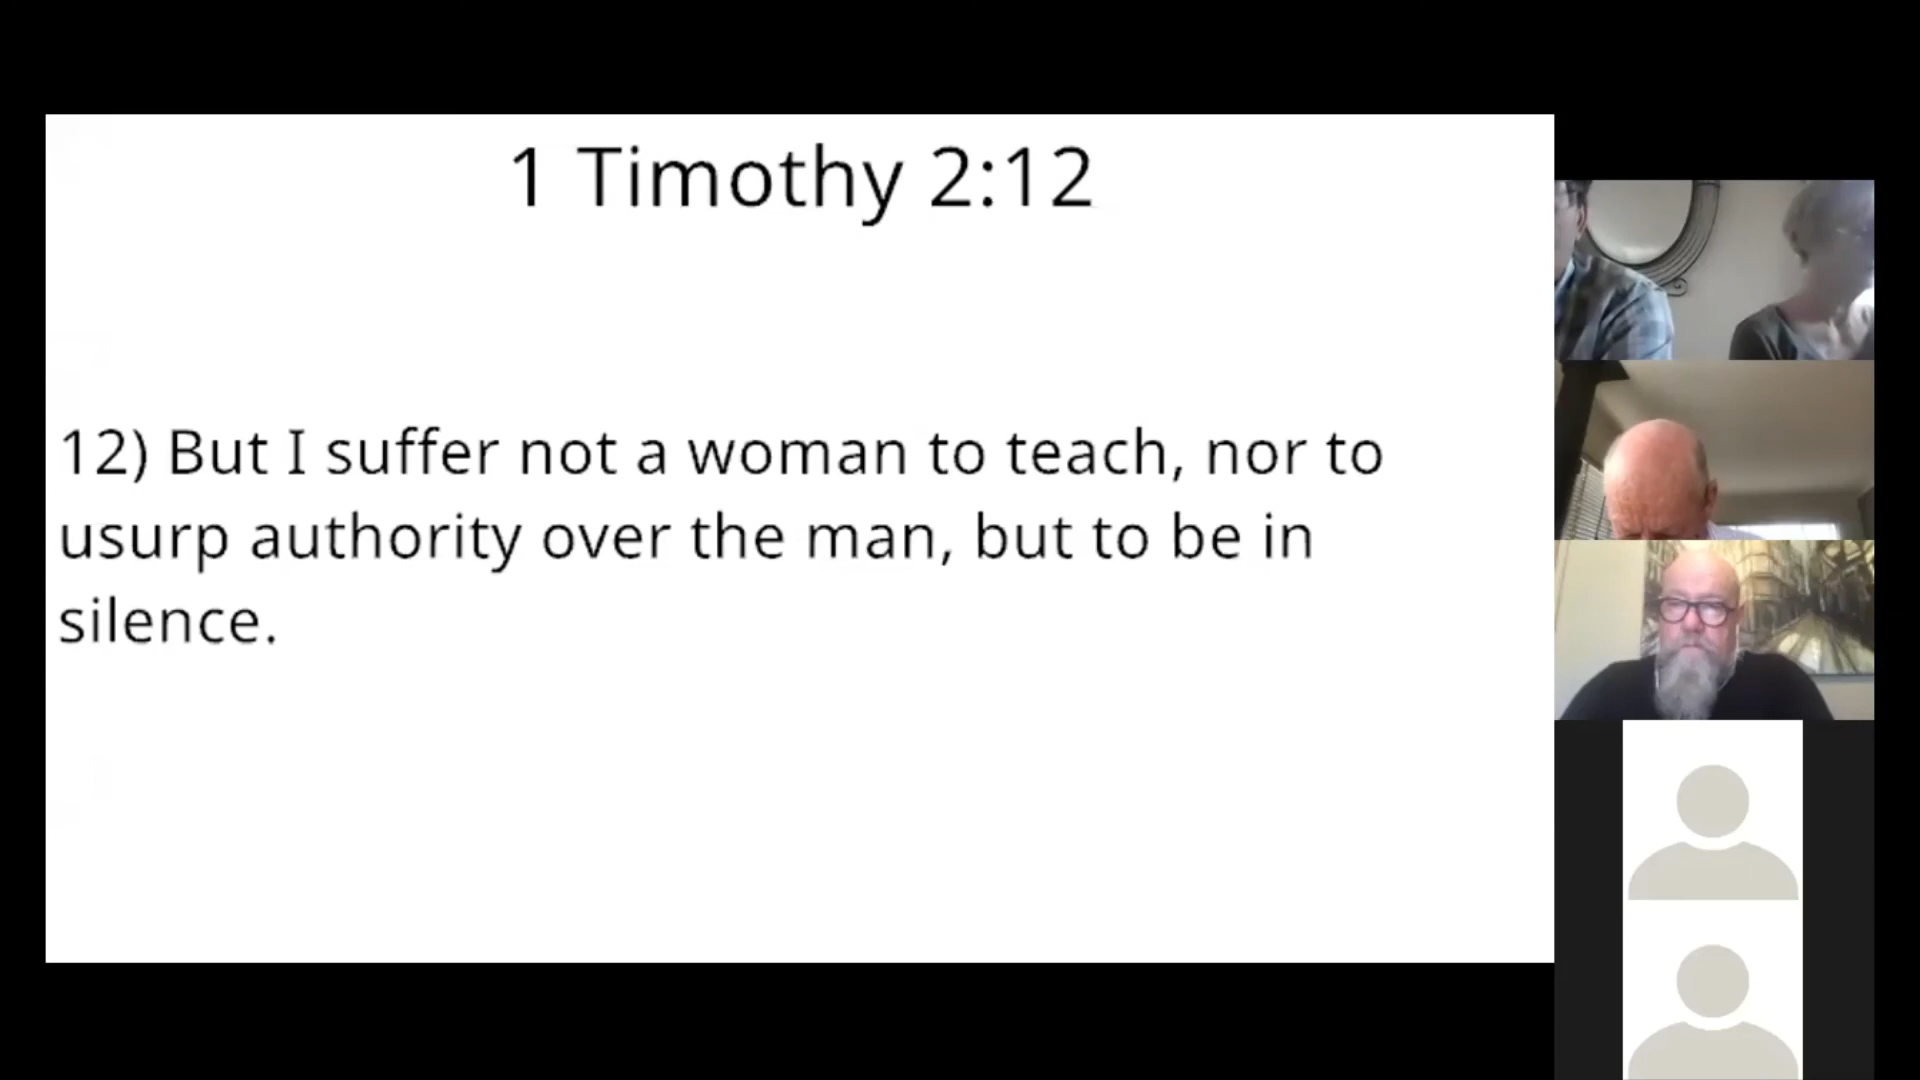 1 Timothy 2:12
12) But I suffer not a woman to teach, nor to
usurp authority over the man, but to be in
silence.